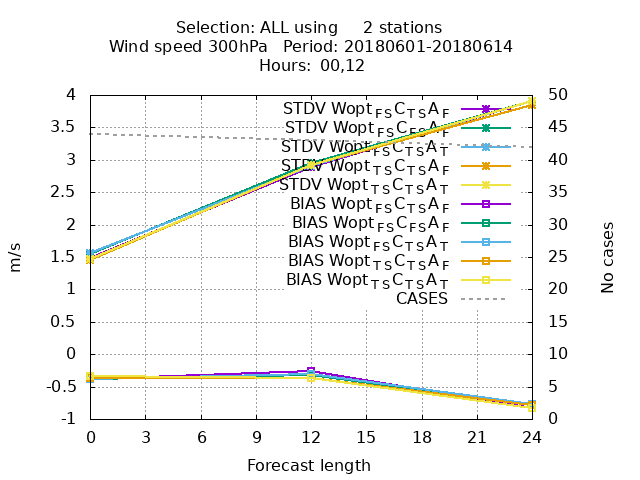 Selection: ALL using 2 stations
Wind speed 300hPa Period: 20180601-20180614
Hours: 00,12
4 50
3.5 45
3 40
2.5 35
2 30
1.5 25
1 20
0.5 15
0 10
-0.5 5
-1 0
STDV Wopt FS C TS A F
STDV Wopt FS C FS A F
STDV Wopt FS C TS A T
STDV Wopt TS C TS A F
STDV Wopt TS C TS A T
BIAS Wopt FS C TS A F
BIAS Wopt FS C FS A F
BIAS Wopt FS C TS A T
BIAS Wopt TS C TS A F
BIAS Wopt TS C TS A T
CASES
m/s
No cases
0 3 6 9 12 15 18 21 24
Forecast length